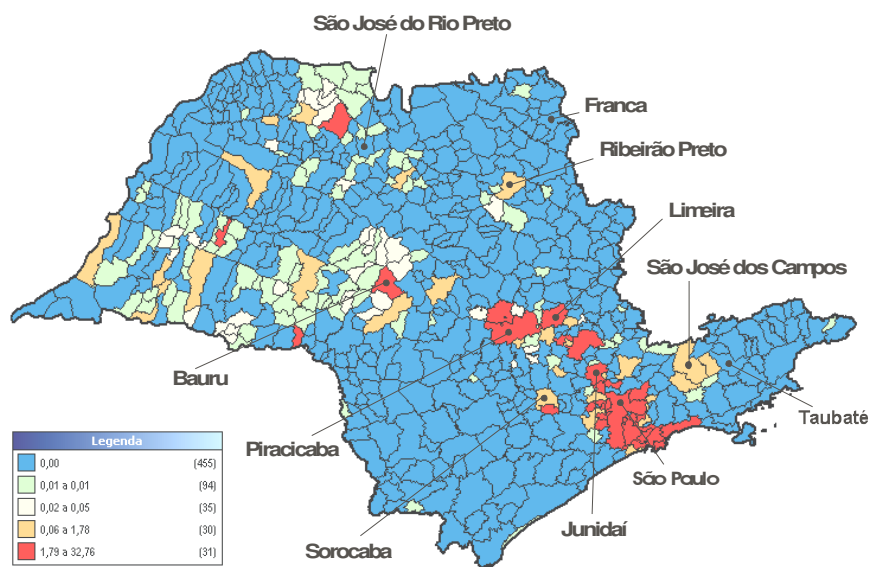 São José do Rio Preto
Franca
Ribeirão Preto
Limeira
São José dos Campos
Bauru
Taubaté
Piracicaba
São Paulo
Junidaí
Sorocaba
Legenda
0,00 (455)
0,01 a 0,01 (94)
0,02 a 0,05 (35)
0,06 a 1,78 (30)
1,79 a 32,76 (31)